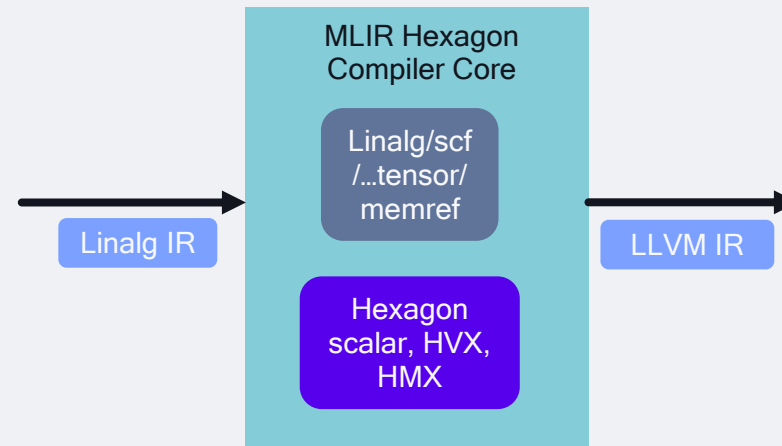 MLIR Hexagon
Compiler Core
Linalg/scf
/...tensor/
memref
Linalg IR
LLVM IR
Hexagon
scalar, HVX,
HMX